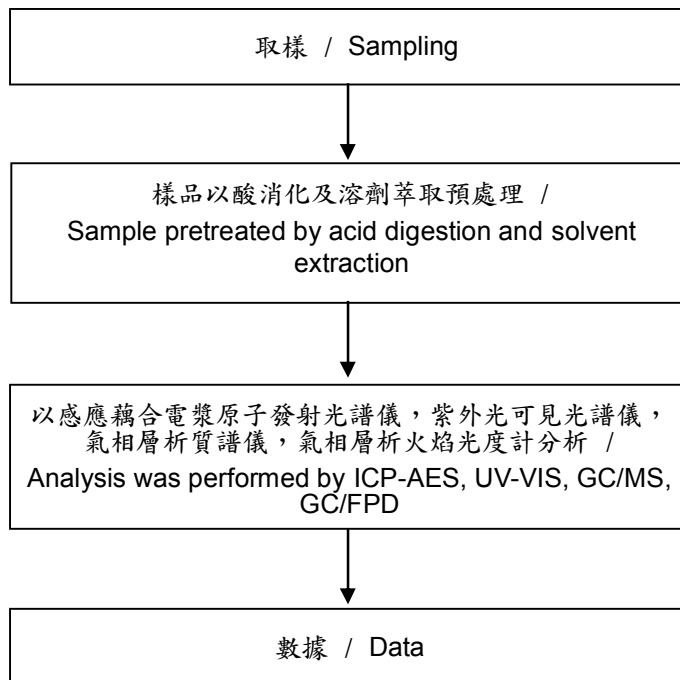 取樣 / Sampling
樣品以酸消化及溶劑萃取預處理 /
Sample pretreated by acid digestion and solvent
extraction
以感應藕合電漿原子發射光譜儀，紫外光可見光譜儀，
氣相層析質譜儀，氣相層析火焰光度計分析 /
Analysis was performed by ICP-AES, UV-VIS, GC/MS,
GC/FPD
數據 / Data